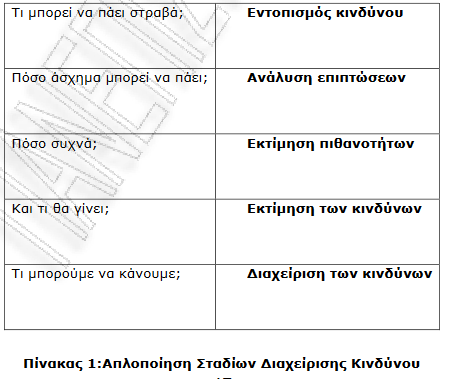 Τι μπορεί να πάει στραβά; Εντοπισμός κινδύνου
Πόσο άσχημα μπορεί να πάει; Ανάλυση επιπτώσεων
Πόσο συχνά; Εκτίμηση πιθανοτήτων
Και τι θα γίνει; Εκτίμηση των κινδύνων
Τι μπορούμε να κάνουμε; Διαχείριση των κινδύνων
Πίνακας 1:Απλοποίηση Σταδίων Διαχείρισης Κινδύνου